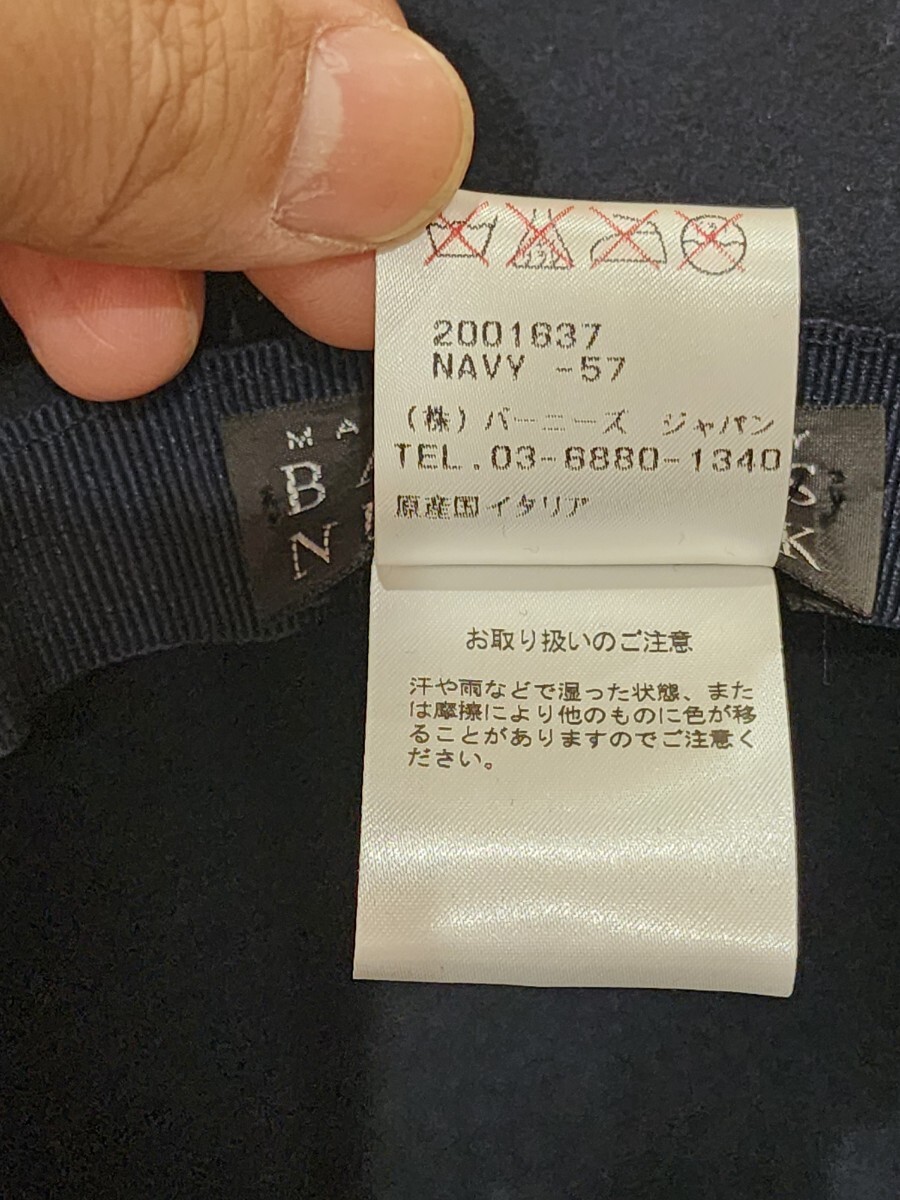 2001637
NAVY -57
(株) バーニーズ ジャパン
TEL.03-6880-1340
原産国イタリア
お取り扱いのご注意
汗や雨などで湿った状態、また
は摩擦により他のものに色が移
ることがありますのでご注意く
ださい。